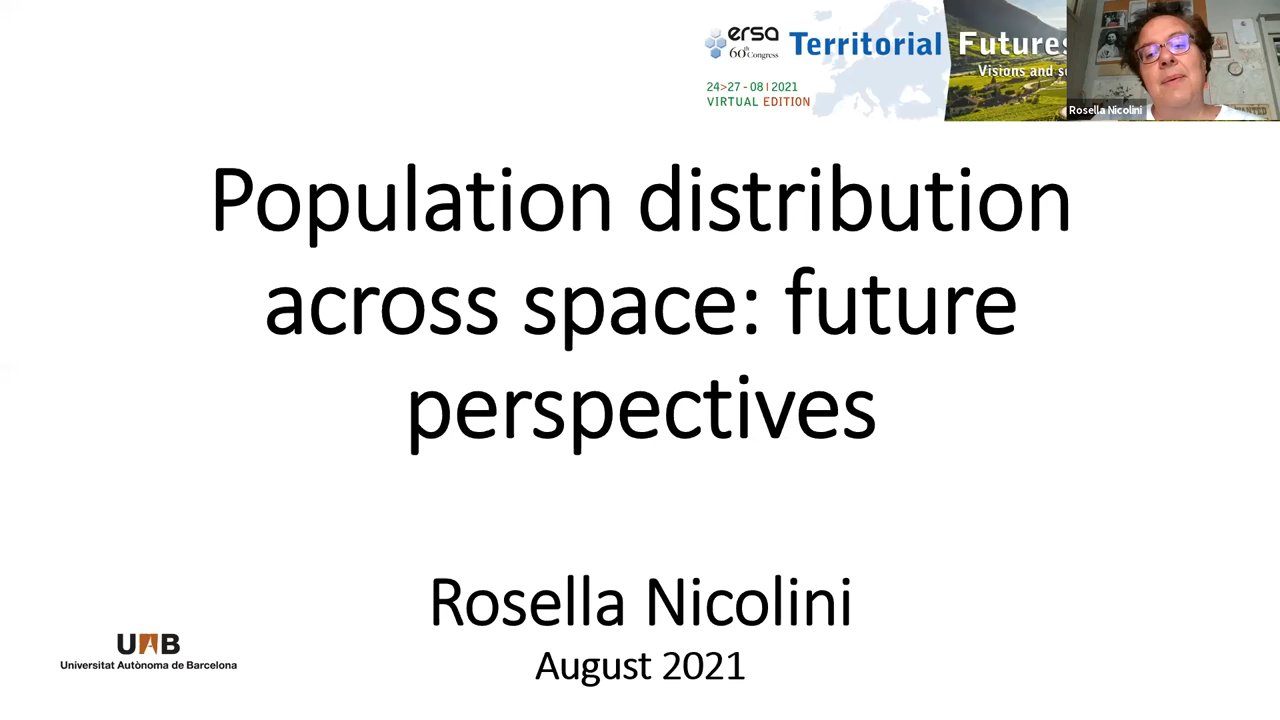 ersa
60th Congress
Territorial Futures
Visions and su
24>27 - 08 | 2021
VIRTUAL EDITION
Rosella Nicolini
Population distribution
across space: future
perspectives
Rosella Nicolini
August 2021
UAB
Universitat Autònoma de Barcelona